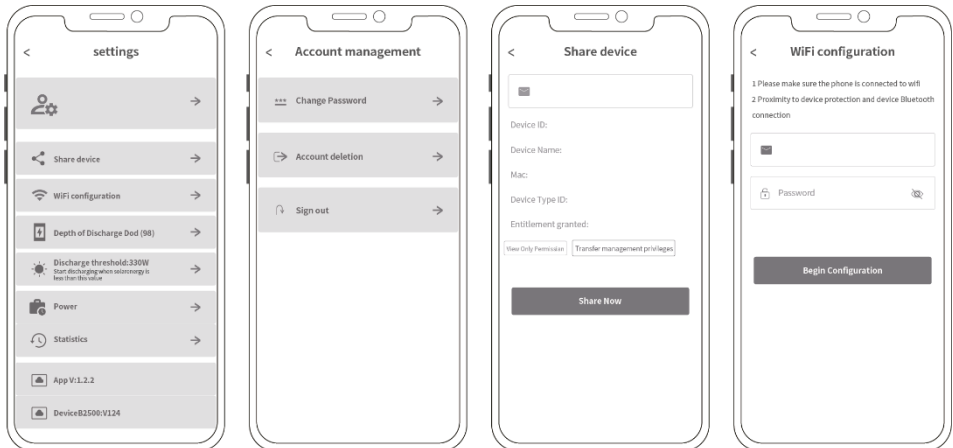 < settings
Share device
WiFi configuration
Depth of Discharge Dod (98)
Discharge threshold:330W
Start discharging when solarenergy is
less than this value
Power
Statistics
App V:1.2.2
DeviceB2500:V124
< Account management
Change Password
Account deletion
Sign out
< Share device
Device ID:
Device Name:
Mac:
Device Type ID:
Entitlement granted:
View Only Permission Transfer management privileges
Share Now
< WiFi configuration
1 Please make sure the phone is connected to wifi
2 Proximity to device protection and device Bluetooth
connection
Password
Begin Configuration